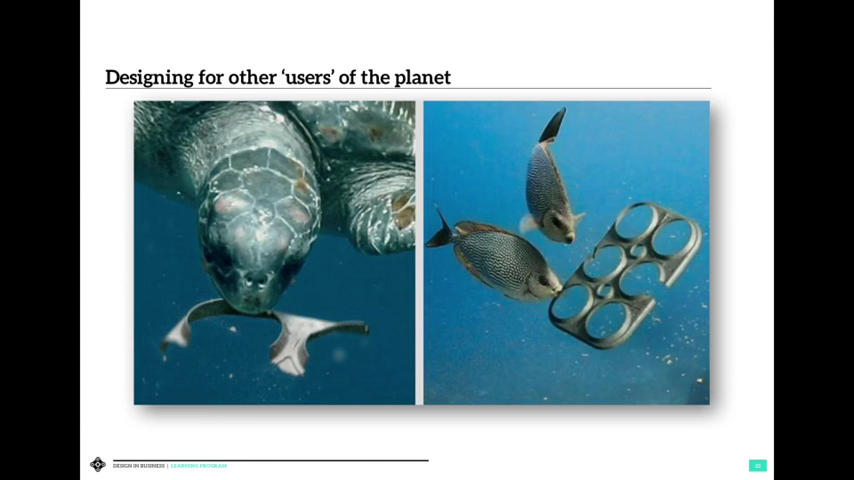 Designing for other ‘users’ of the planet
DESIGN IN BUSINESS | LEARNING PROGRAM